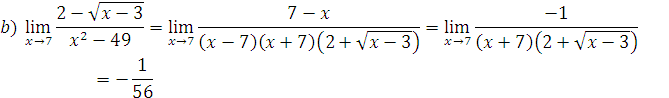 b) lim_{x→7} (2 − √(x − 3))/(x² − 49) = lim_{x→7} (7 − x)/((x − 7)(x + 7)(2 + √(x − 3))) = lim_{x→7} (−1)/((x + 7)(2 + √(x − 3)))
= −1/56